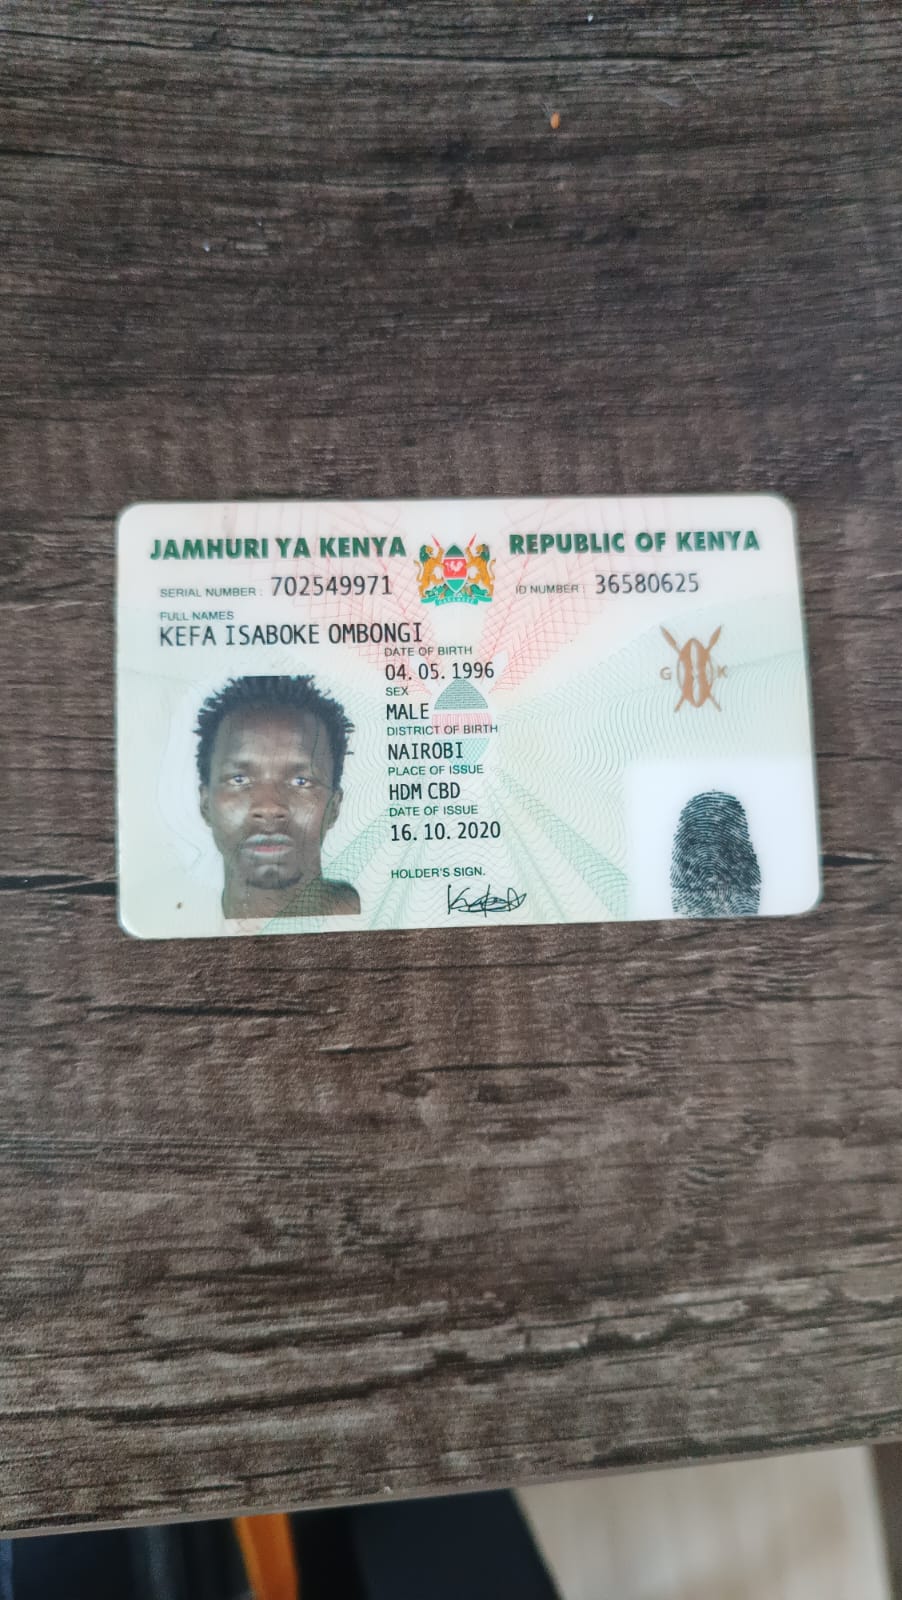 JAMHURI YA KENYA REPUBLIC OF KENYA
SERIAL NUMBER: 702549971 ID NUMBER: 36580625
FULL NAMES
KEFA ISABOKE OMBONGI
DATE OF BIRTH
04. 05. 1996
SEX
MALE
DISTRICT OF BIRTH
NAIROBI
PLACE OF ISSUE
HDM CBD
DATE OF ISSUE
16. 10. 2020
HOLDER'S SIGN.
G K